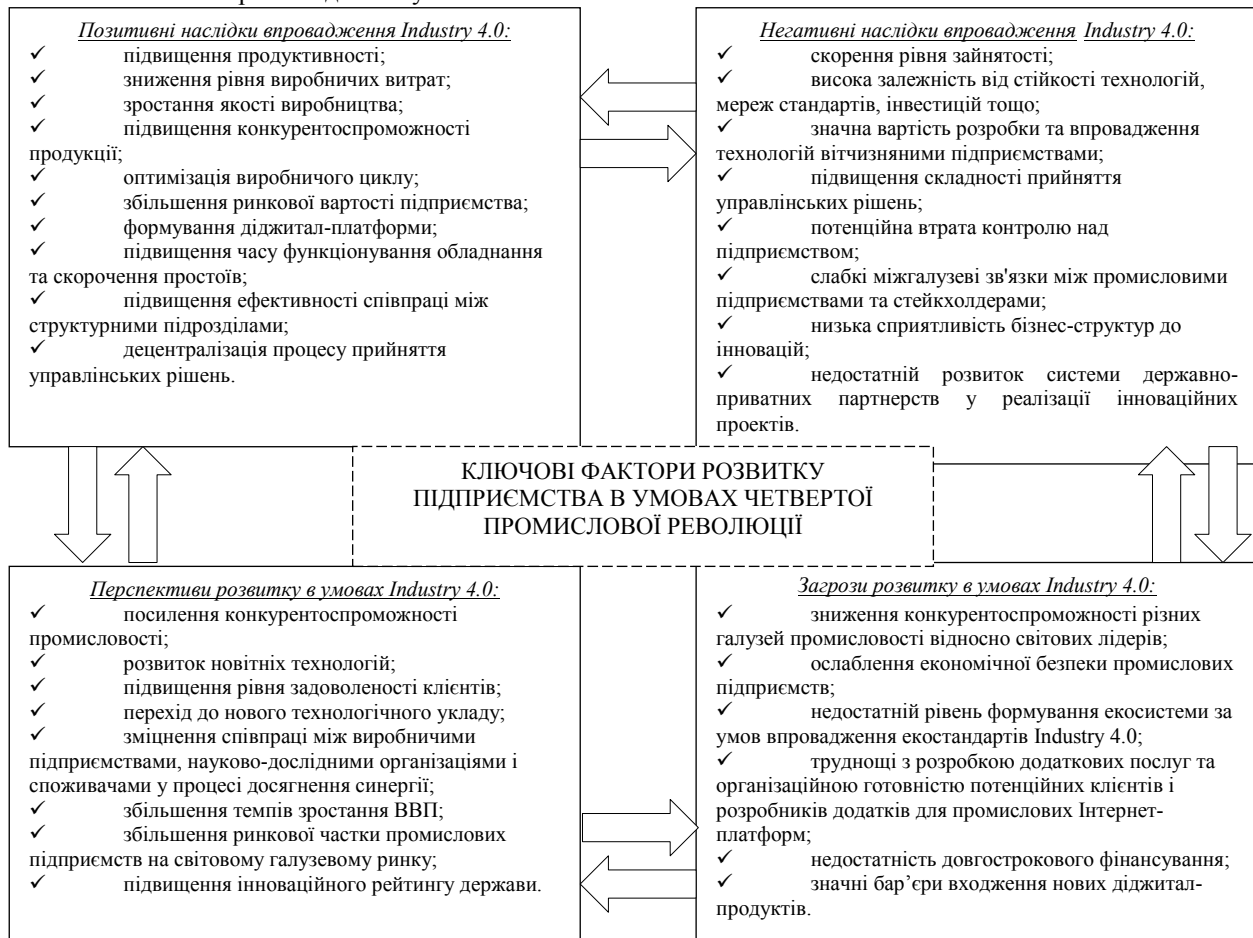 Позитивні наслідки впровадження Industry 4.0:
✓ підвищення продуктивності;
✓ зниження рівня виробничих витрат;
✓ зростання якості виробництва;
✓ підвищення конкурентоспроможності
продукції;
✓ оптимізація виробничого циклу;
✓ збільшення ринкової вартості підприємства;
✓ формування діджитал-платформи;
✓ підвищення часу функціонування обладнання
та скорочення простоїв;
✓ підвищення ефективності співпраці між
структурними підрозділами;
✓ децентралізація процесу прийняття
управлінських рішень.
Негативні наслідки впровадження Industry 4.0:
✓ скорення рівня зайнятості;
✓ висока залежність від стійкості технологій,
мереж стандартів, інвестицій тощо;
✓ значна вартість розробки та впровадження
технологій вітчизняними підприємствами;
✓ підвищення складності прийняття
управлінських рішень;
✓ потенційна втрата контролю над
підприємством;
✓ слабкі міжгалузеві зв'язки між промисловими
підприємствами та стейкхолдерами;
✓ низька сприятливість бізнес-структур до
інновацій;
✓ недостатній розвиток системи державно-
приватних партнерств у реалізації інноваційних
проектів.
КЛЮЧОВІ ФАКТОРИ РОЗВИТКУ
ПІДПРИЄМСТВА В УМОВАХ ЧЕТВЕРТОЇ
ПРОМИСЛОВОЇ РЕВОЛЮЦІЇ
Перспективи розвитку в умовах Industry 4.0:
✓ посилення конкурентоспроможності
промисловості;
✓ розвиток новітніх технологій;
✓ підвищення рівня задоволеності клієнтів;
✓ перехід до нового технологічного укладу;
✓ зміцнення співпраці між виробничими
підприємствами, науково-дослідними організаціями і
споживачами у процесі досягнення синергії;
✓ збільшення темпів зростання ВВП;
✓ збільшення ринкової частки промислових
підприємств на світовому галузевому ринку;
✓ підвищення інноваційного рейтингу держави.
Загрози розвитку в умовах Industry 4.0:
✓ зниження конкурентоспроможності різних
галузей промисловості відносно світових лідерів;
✓ ослаблення економічної безпеки промислових
підприємств;
✓ недостатній рівень формування екосистеми за
умов впровадження екостандартів Industry 4.0;
✓ труднощі з розробкою додаткових послуг та
організаційною готовністю потенційних клієнтів і
розробників додатків для промислових Інтернет-
платформ;
✓ недостатність довгострокового фінансування;
✓ значні бар’єри входження нових діджитал-
продуктів.